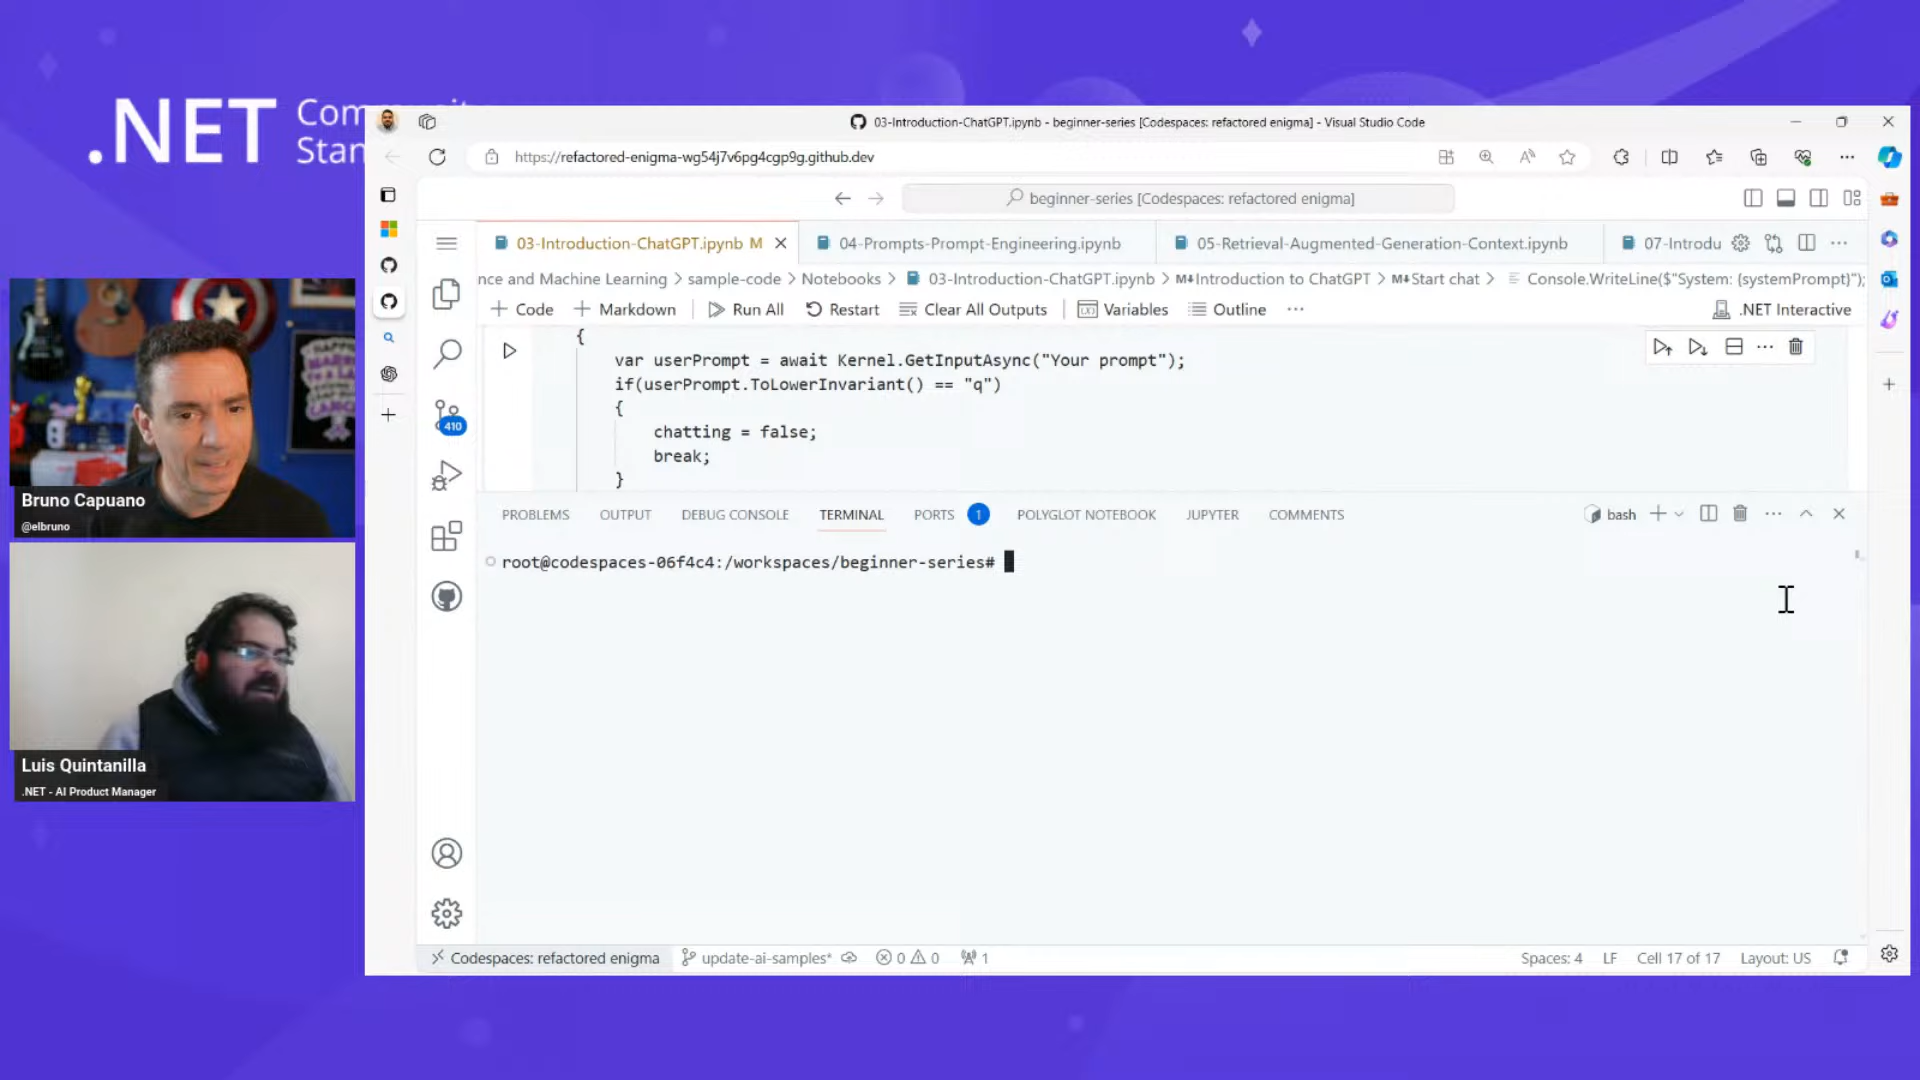 .NET
Com
Stan
03-Introduction-ChatGPT.ipynb - beginner-series [Codespaces: refactored enigma] - Visual Studio Code
https://refactored-enigma-wg54j7v6pg4cgp9g.github.dev
beginner-series [Codespaces: refactored enigma]
03-Introduction-ChatGPT.ipynb M
04-Prompts-Prompt-Engineering.ipynb
05-Retrieval-Augmented-Generation-Context.ipynb
07-Introdu
nce and Machine Learning > sample-code > Notebooks > 03-Introduction-ChatGPT.ipynb > M↓Introduction to ChatGPT > M↓Start chat > Console.WriteLine($"System: {systemPrompt}");
+ Code + Markdown Run All Restart Clear All Outputs Variables Outline ... .NET Interactive
{
var userPrompt = await Kernel.GetInputAsync("Your prompt");
if(userPrompt.ToLowerInvariant() == "q")
{
chatting = false;
break;
}
410
PROBLEMS OUTPUT DEBUG CONSOLE TERMINAL PORTS 1 POLYGLOT NOTEBOOK JUPYTER COMMENTS
bash
root@codespaces-06f4c4:/workspaces/beginner-series#
Bruno Capuano
@elbruno
Luis Quintanilla
.NET - AI Product Manager
Codespaces: refactored enigma update-ai-samples* 0 0 1
Spaces: 4 LF Cell 17 of 17 Layout: US